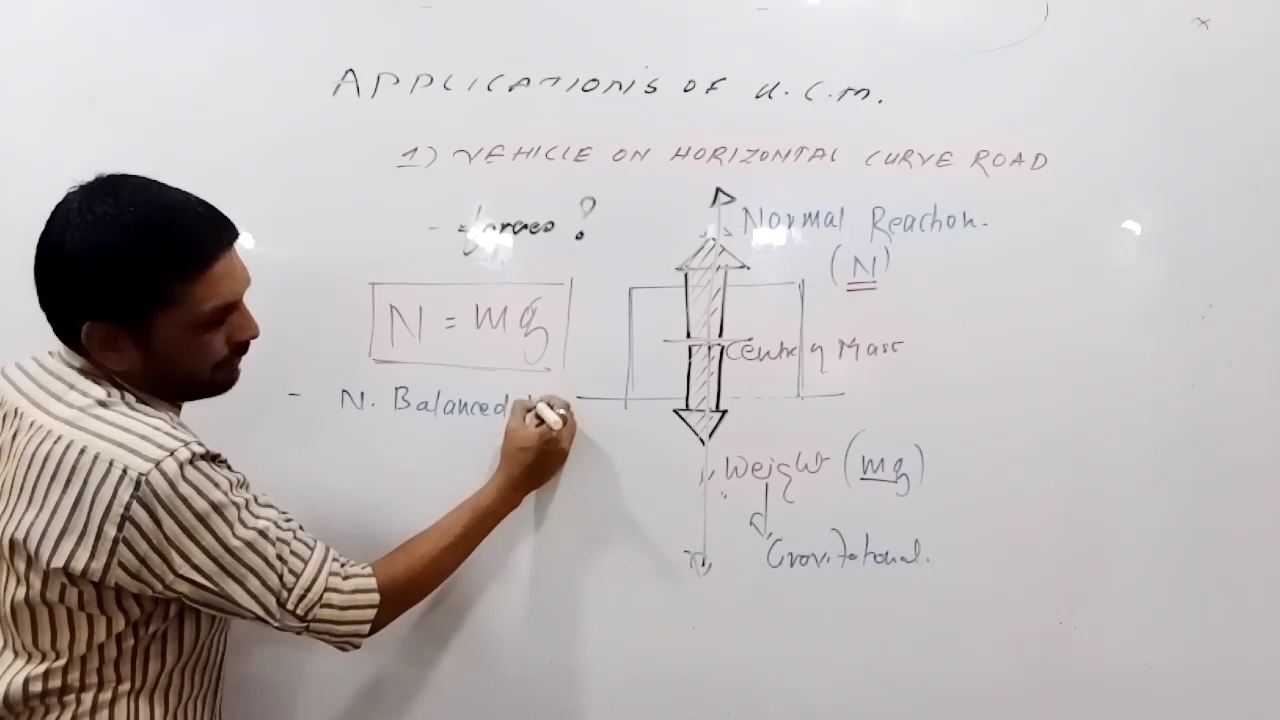 APPLICATIONS OF U.C.M.
1) VEHICLE ON HORIZONTAL CURVE ROAD
- forces ?
Normal Reaction.
(N)
N = mg
Centre of Mass
- N. Balanced
Weight (mg)
Gravitational.